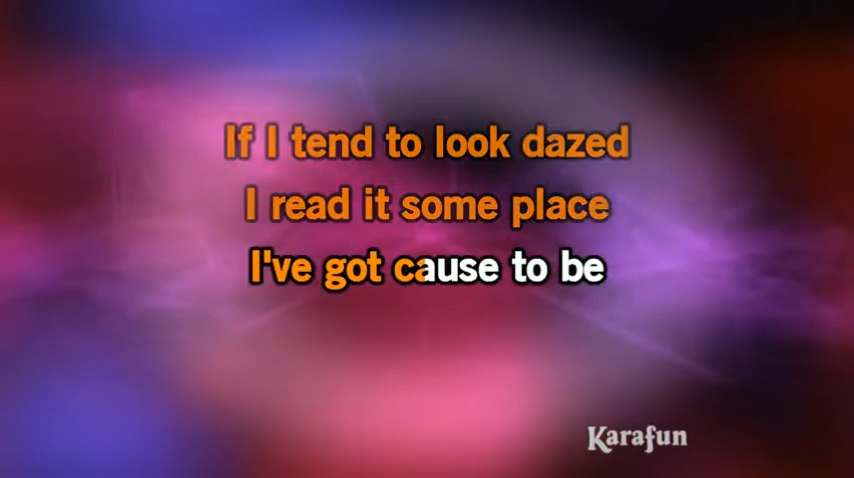 If I tend to look dazed
I read it some place
I've got cause to be
Karafun